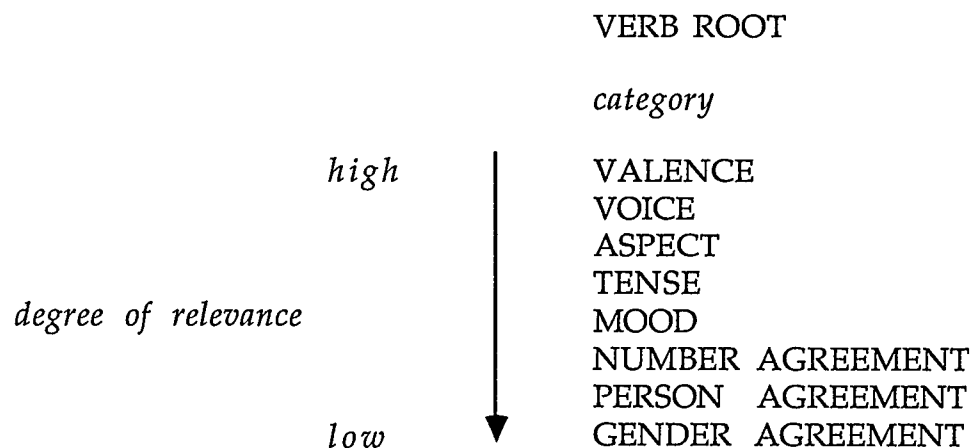 VERB ROOT
category
high VALENCE
VOICE
ASPECT
TENSE
degree of relevance MOOD
NUMBER AGREEMENT
PERSON AGREEMENT
low GENDER AGREEMENT